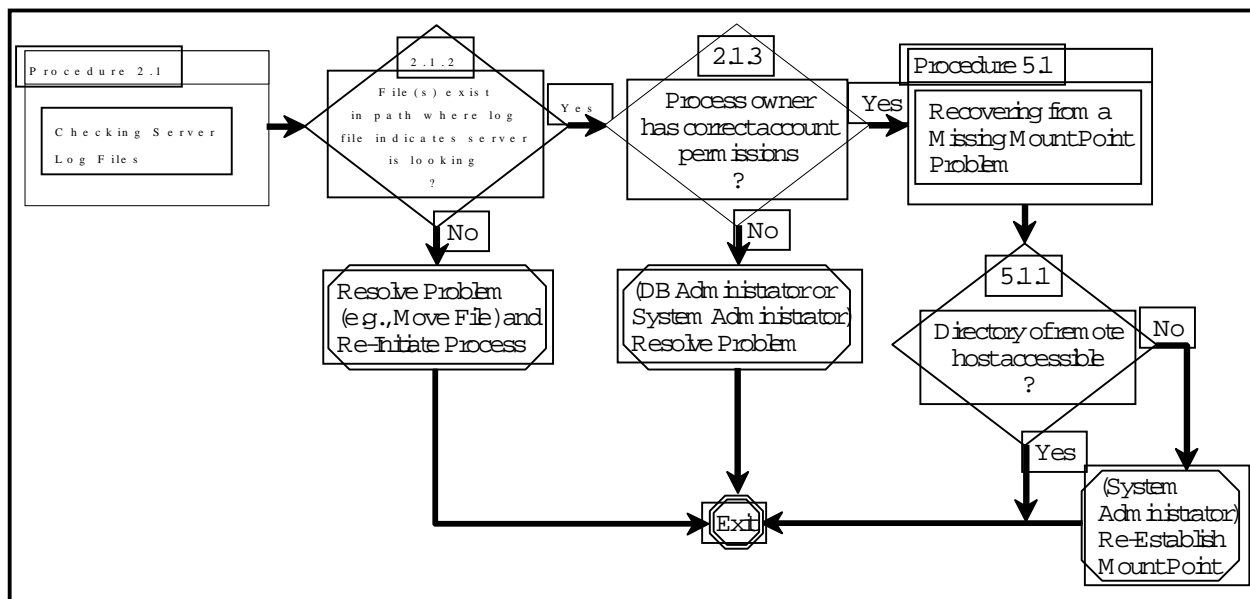 Procedure 2.1
Checking Server
Log Files
2.1.2
File(s) exist
in path where log
file indicates server
is looking
?
Yes
No
Resolve Problem
(e.g., Move File) and
Re-Initiate Process
2.1.3
Process owner
has correct account
permissions
?
Yes
No
(DB Administrator or
System Administrator)
Resolve Problem
Procedure 5.1
Recovering from a
Missing Mount Point
Problem
5.1.1
Directory of remote
host accessible
?
No
Yes
(System
Administrator)
Re-Establish
Mount Point
Exit